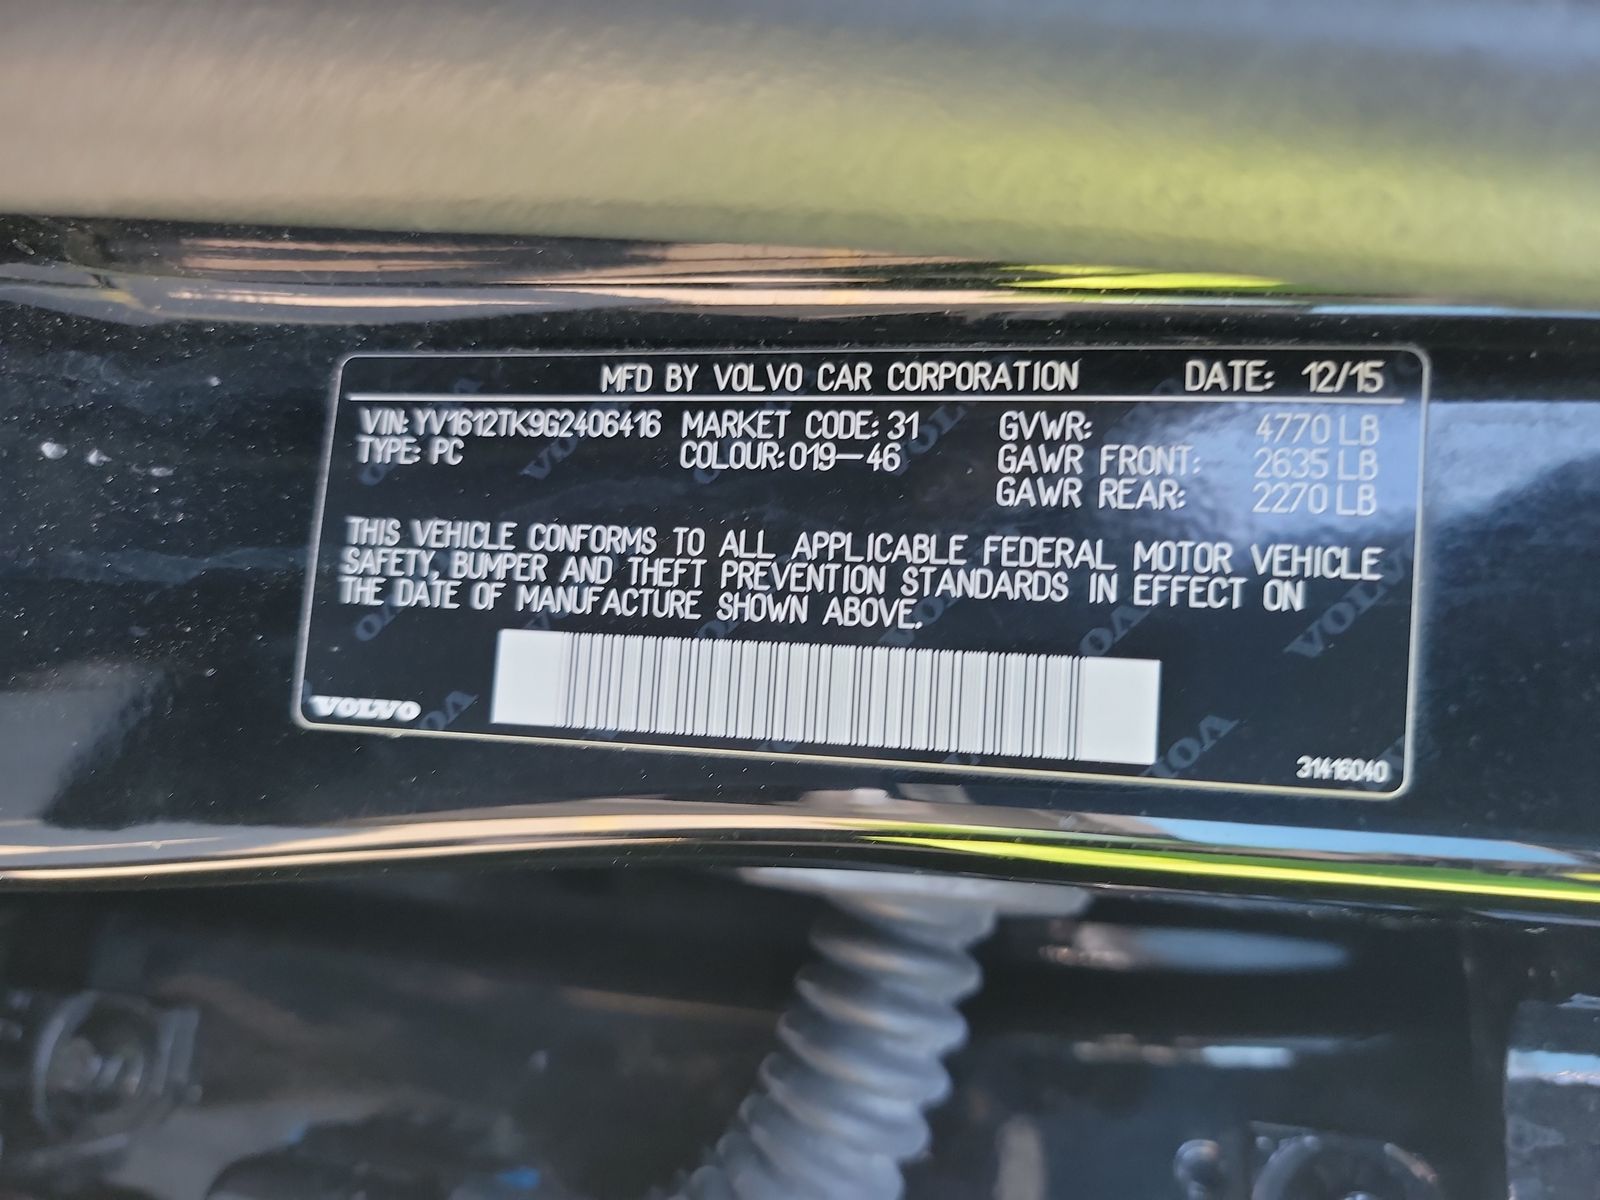 MFD BY VOLVO CAR CORPORATION DATE: 12/15
VIN: YV1612TK9G2406416 MARKET CODE: 31 GVWR: 4770 LB
TYPE: PC COLOUR: 019-46 GAWR FRONT: 2635 LB
GAWR REAR: 2270 LB
THIS VEHICLE CONFORMS TO ALL APPLICABLE FEDERAL MOTOR VEHICLE
SAFETY, BUMPER AND THEFT PREVENTION STANDARDS IN EFFECT ON
THE DATE OF MANUFACTURE SHOWN ABOVE.
VOLVO
31416040